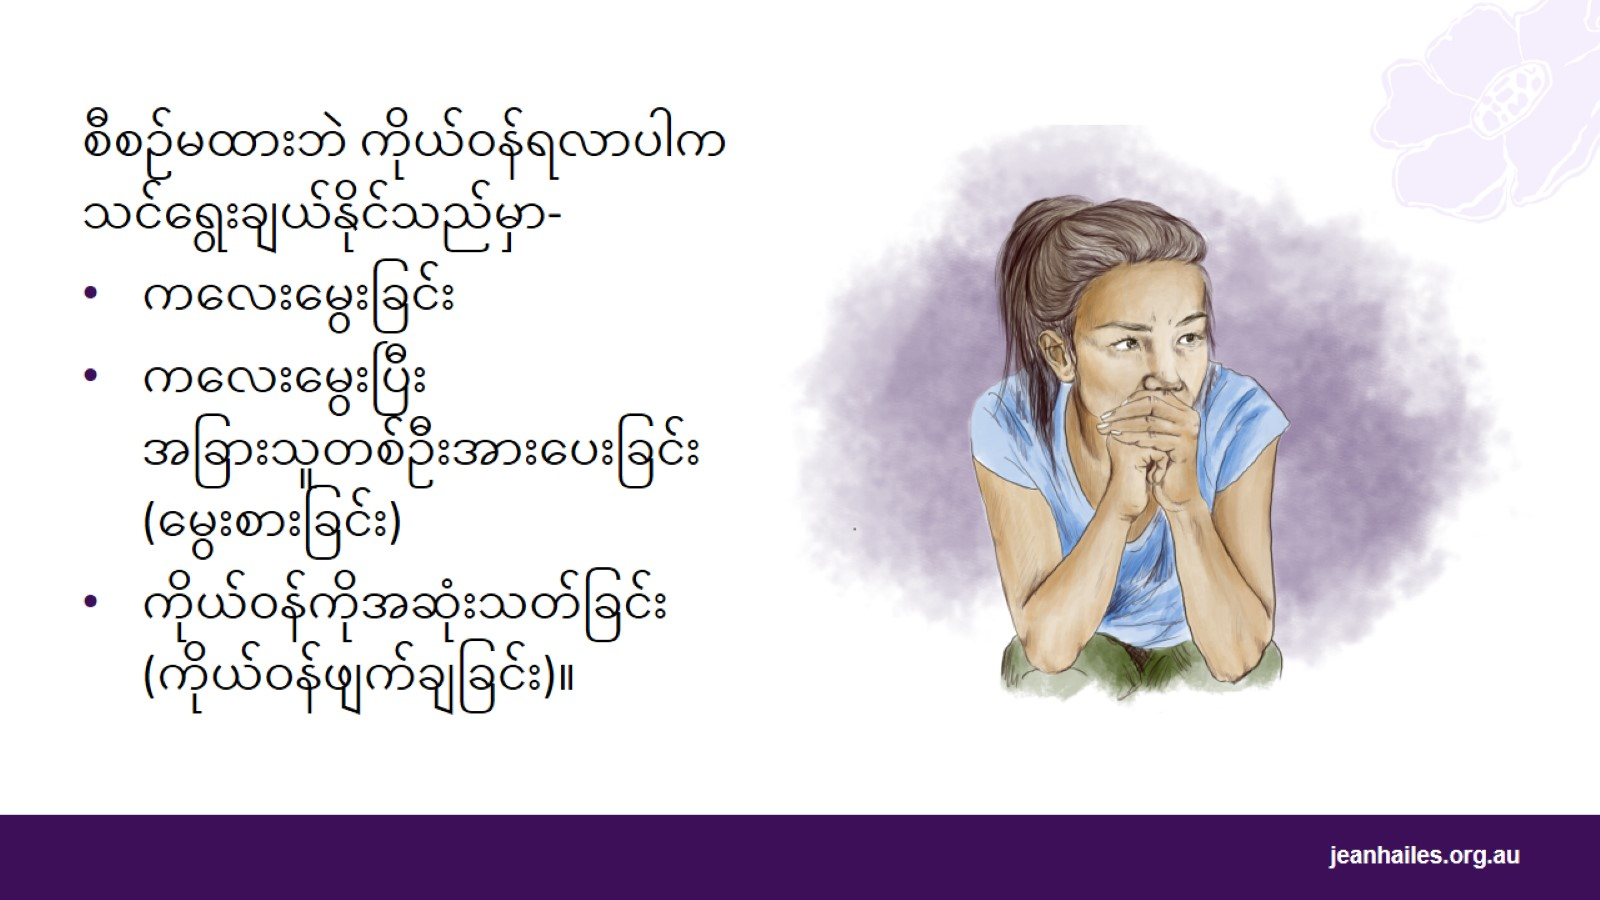 စီစဉ်မထားဘဲ ကိုယ်ဝန်ရလာပါက
သင်ရွေးချယ်နိုင်သည်မှာ-
• ကလေးမွေးခြင်း
• ကလေးမွေးပြီး
အခြားသူတစ်ဦးအားပေးခြင်း
(မွေးစားခြင်း)
• ကိုယ်ဝန်ကိုအဆုံးသတ်ခြင်း
(ကိုယ်ဝန်ဖျက်ချခြင်း)။
jeanhailes.org.au